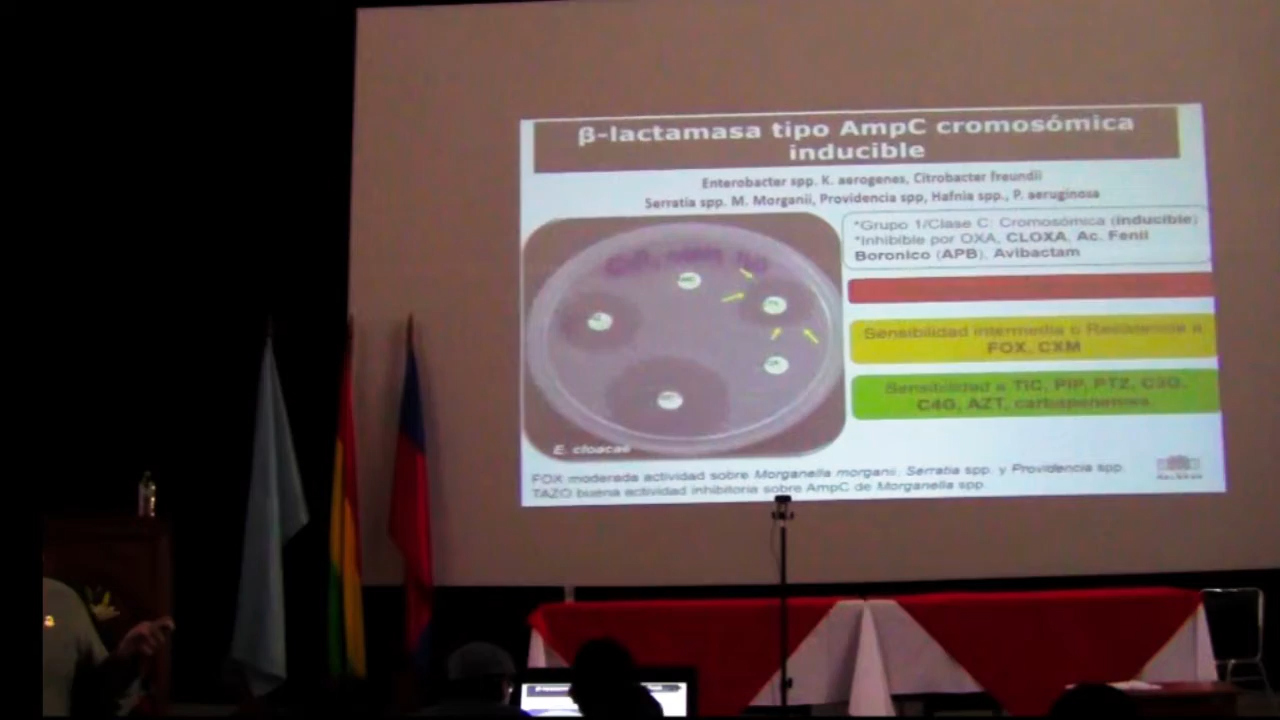 β-lactamasa tipo AmpC cromosómica
inducible
Enterobacter spp. K. aerogenes, Citrobacter freundii
Serratia spp. M. Morganii, Providencia spp, Hafnia spp., P. aeruginosa
*Grupo 1/Clase C: Cromosómica (inducible)
*Inhibible por OXA, CLOXA, Ac. Fenil
Boronico (APB), Avibactam
Sensibilidad intermedia o Resistencia a
FOX, CXM
Sensibilidad a TIC, PIP, PTZ, C3G,
C4G, AZT, carbapenemes
E. cloacae
FOX moderada actividad sobre Morganella morganii, Serratia spp. y Providencia spp.
TAZO buena actividad inhibitoria sobre AmpC de Morganella spp.
MALBRÁN